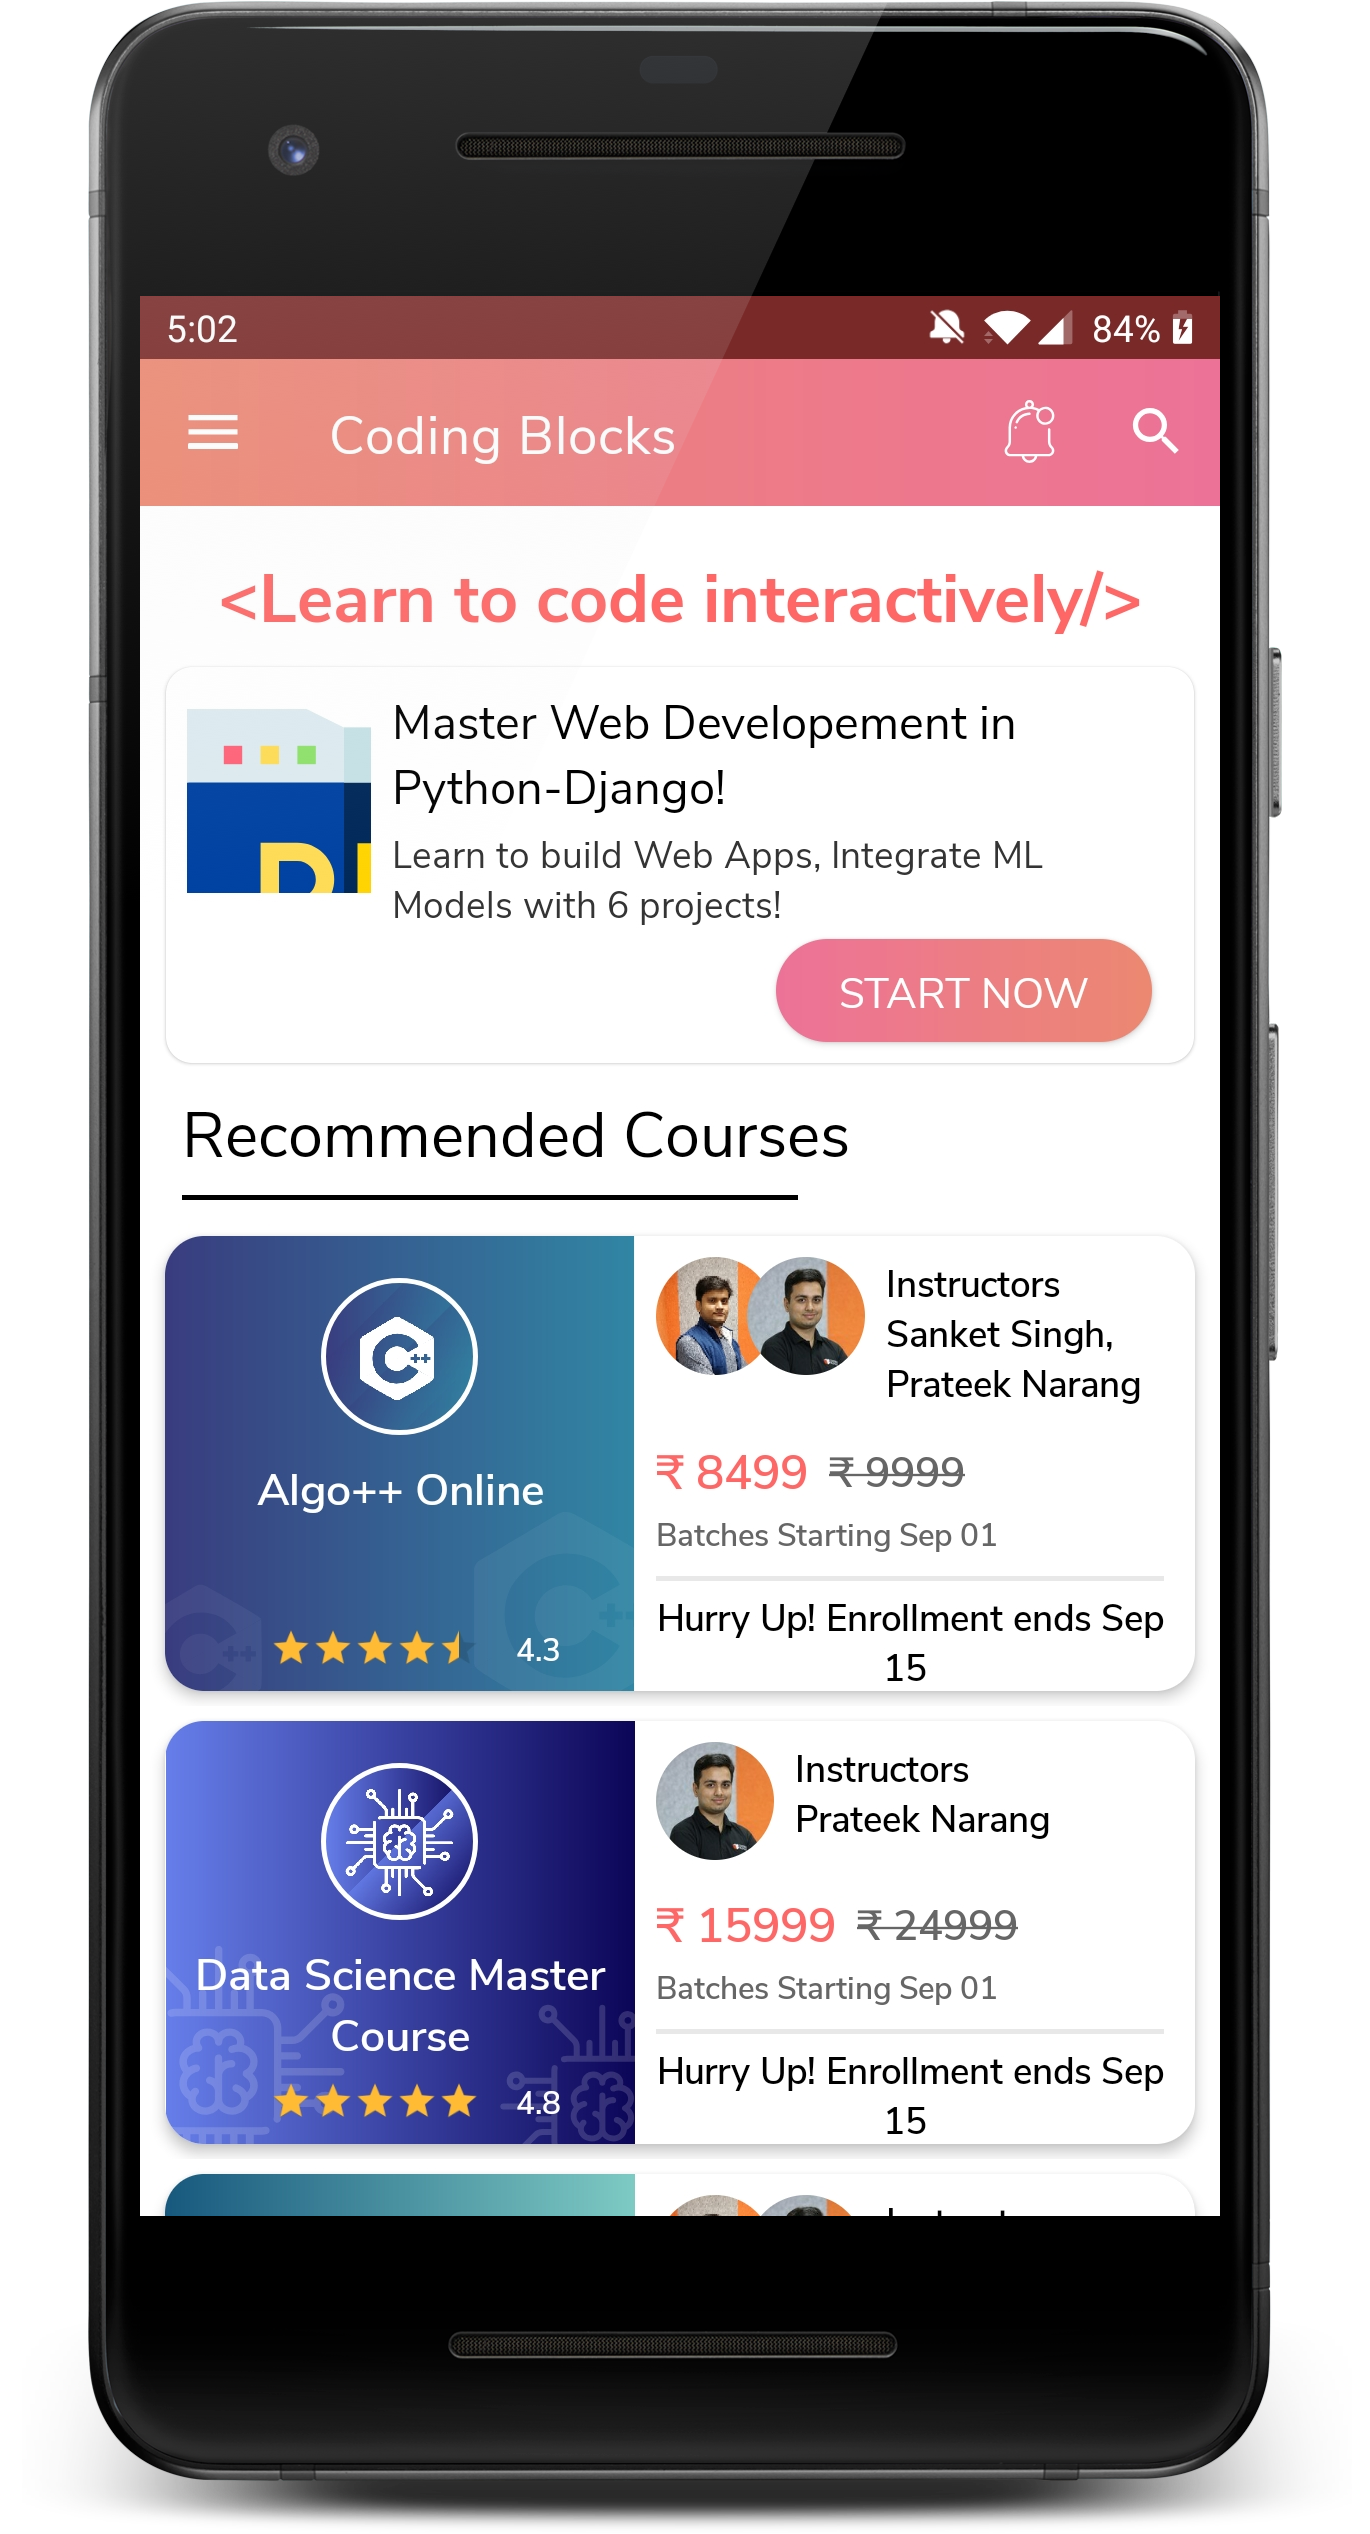 5:02
84%
Coding Blocks
<Learn to code interactively/>
Master Web Developement in
Python-Django!
Learn to build Web Apps, Integrate ML
Models with 6 projects!
START NOW
Recommended Courses
Algo++ Online
4.3
Instructors
Sanket Singh,
Prateek Narang
₹ 8499 ₹ 9999
Batches Starting Sep 01
Hurry Up! Enrollment ends Sep
15
Data Science Master
Course
4.8
Instructors
Prateek Narang
₹ 15999 ₹ 24999
Batches Starting Sep 01
Hurry Up! Enrollment ends Sep
15